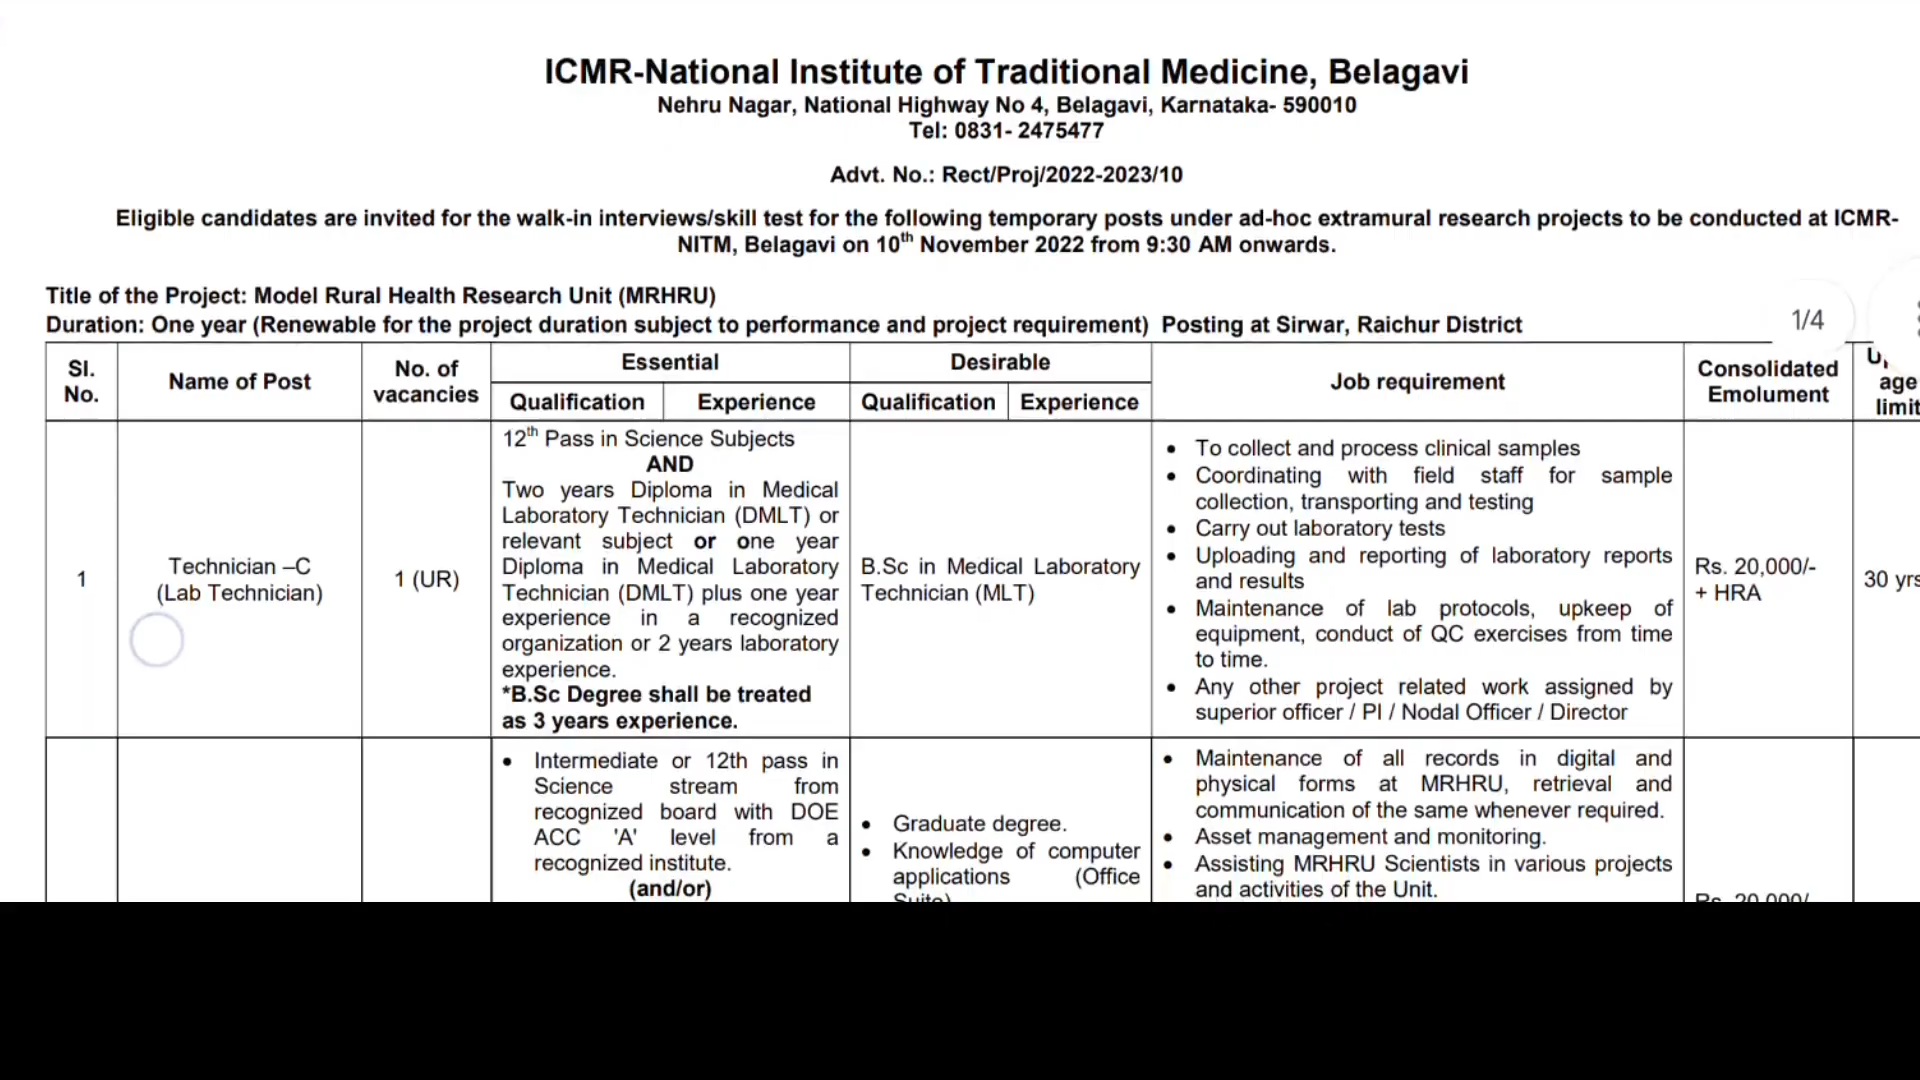 ICMR-National Institute of Traditional Medicine, Belagavi
Nehru Nagar, National Highway No 4, Belagavi, Karnataka- 590010
Tel: 0831- 2475477
Advt. No.: Rect/Proj/2022-2023/10
Eligible candidates are invited for the walk-in interviews/skill test for the following temporary posts under ad-hoc extramural research projects to be conducted at ICMR-
NITM, Belagavi on 10th November 2022 from 9:30 AM onwards.
Title of the Project: Model Rural Health Research Unit (MRHRU)
Duration: One year (Renewable for the project duration subject to performance and project requirement) Posting at Sirwar, Raichur District
1/4
Sl.
No.
Name of Post
No. of
vacancies
Essential
Qualification
Experience
Desirable
Qualification
Experience
Job requirement
Consolidated
Emolument
age
limit
1
Technician –C
(Lab Technician)
1 (UR)
12th Pass in Science Subjects
AND
Two years Diploma in Medical
Laboratory Technician (DMLT) or
relevant subject or one year
Diploma in Medical Laboratory
Technician (DMLT) plus one year
experience in a recognized
organization or 2 years laboratory
experience.
*B.Sc Degree shall be treated
as 3 years experience.
B.Sc in Medical Laboratory
Technician (MLT)
• To collect and process clinical samples
• Coordinating with field staff for sample
collection, transporting and testing
• Carry out laboratory tests
• Uploading and reporting of laboratory reports
and results
• Maintenance of lab protocols, upkeep of
equipment, conduct of QC exercises from time
to time.
• Any other project related work assigned by
superior officer / PI / Nodal Officer / Director
Rs. 20,000/-
+ HRA
30 yrs
• Intermediate or 12th pass in
Science stream from
recognized board with DOE
ACC 'A' level from a
recognized institute.
(and/or)
• Graduate degree.
• Knowledge of computer
applications (Office
Suite)
• Maintenance of all records in digital and
physical forms at MRHRU, retrieval and
communication of the same whenever required.
• Asset management and monitoring.
• Assisting MRHRU Scientists in various projects
and activities of the Unit.
Rs. 20,000/